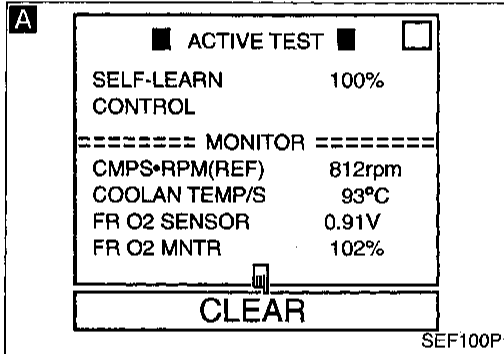 A
■ ACTIVE TEST ■
SELF-LEARN 100%
CONTROL
======== MONITOR ========
CMPS•RPM(REF) 812rpm
COOLAN TEMP/S 93°C
FR O2 SENSOR 0.91V
FR O2 MNTR 102%
CLEAR
SEF100P